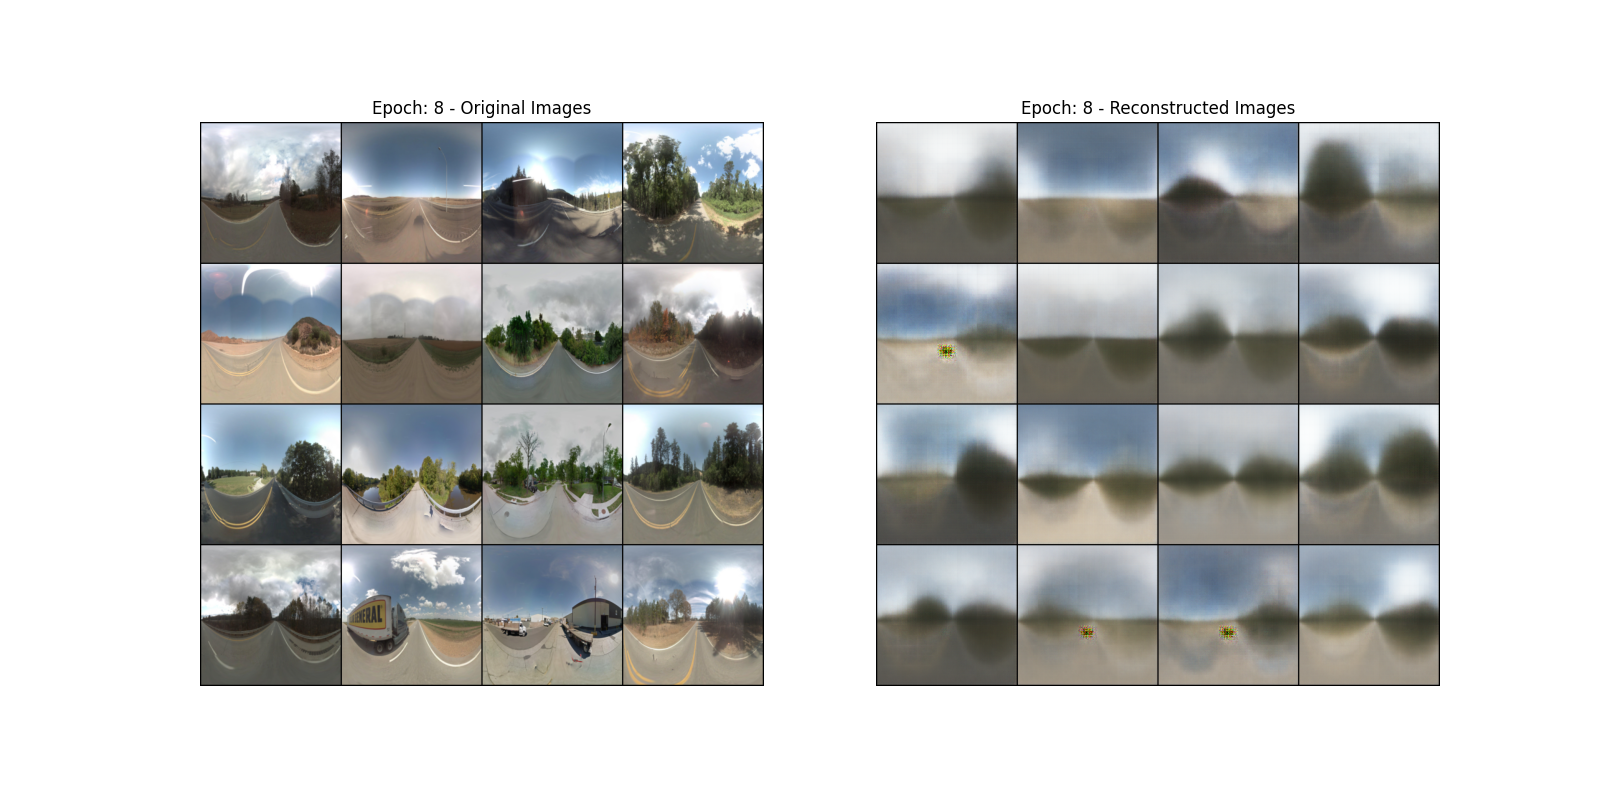 Epoch: 8 - Original Images
Epoch: 8 - Reconstructed Images
GENERAL